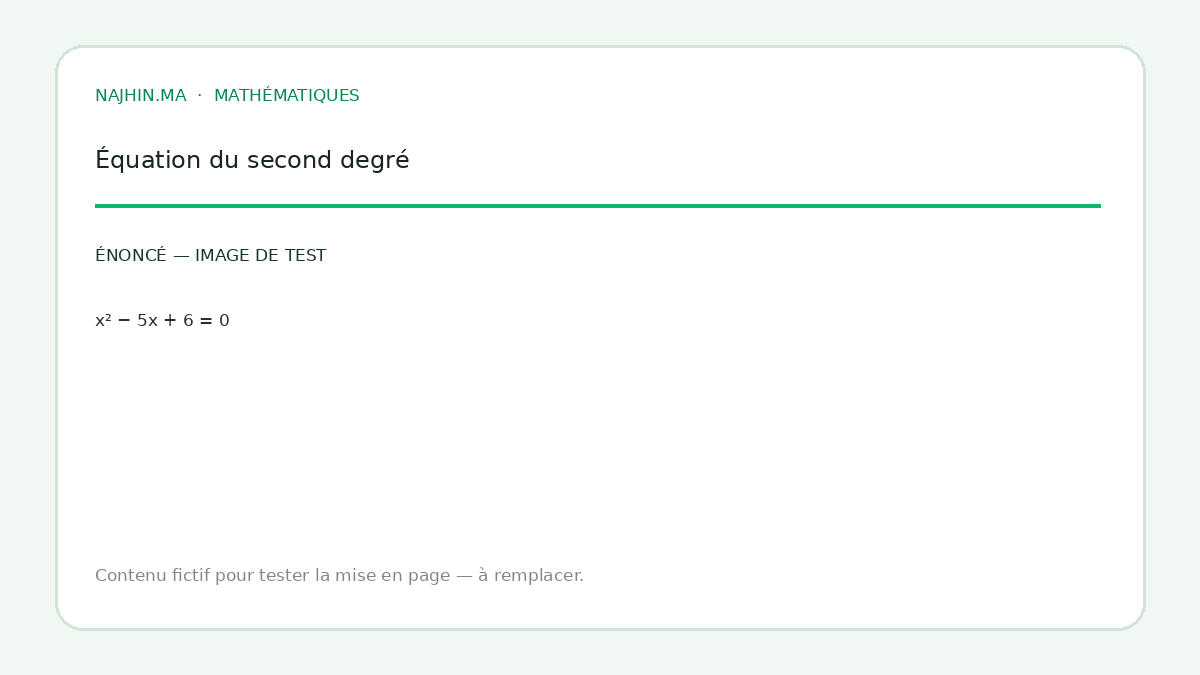 NAJHIN.MA · MATHÉMATIQUES
Équation du second degré
ÉNONCÉ — IMAGE DE TEST
x² − 5x + 6 = 0
Contenu fictif pour tester la mise en page — à remplacer.